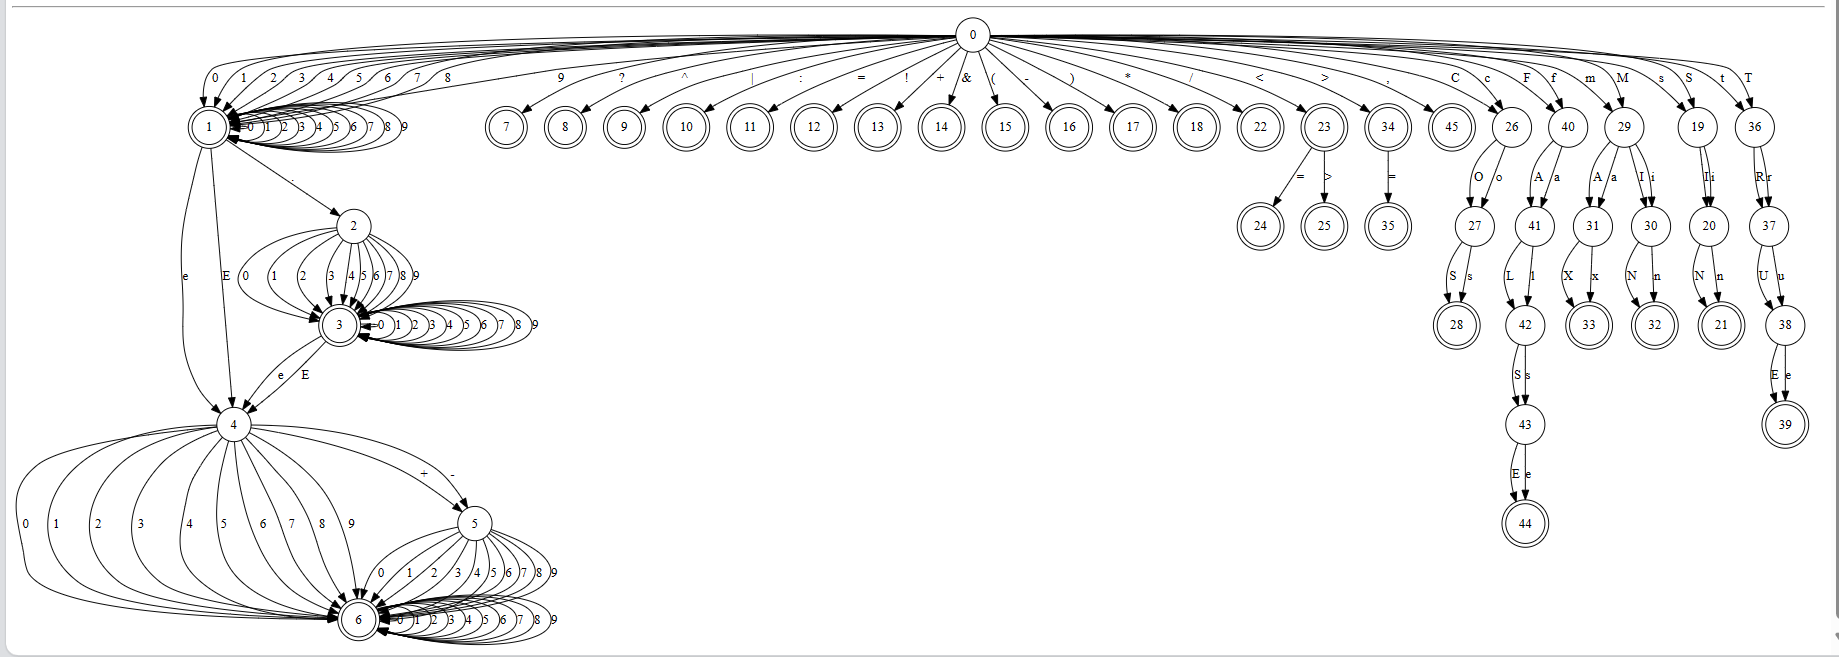 0
0 1 2 3 4 5 6 7 8 9 ? ^ | : = ! + & ( - ) * / < > , C c F f m M s S t T
1 0 1 2 3 4 5 6 7 8 9 7 8 9 10 11 12 13 14 15 16 17 18 22 23 34 45 26 40 29 19 36
. = > = O o A a A a I i I i R r
2 24 25 35 27 41 31 30 20 37
e E 0 1 2 3 4 5 6 7 8 9 S s L l X x N n N n U u
3 0 1 2 3 4 5 6 7 8 9 28 42 33 32 21 38
e E S s E e
4 43 39
+ - E e
0 1 2 3 4 5 6 7 8 9 5 44
0 1 2 3 4 5 6 7 8 9
6 0 1 2 3 4 5 6 7 8 9